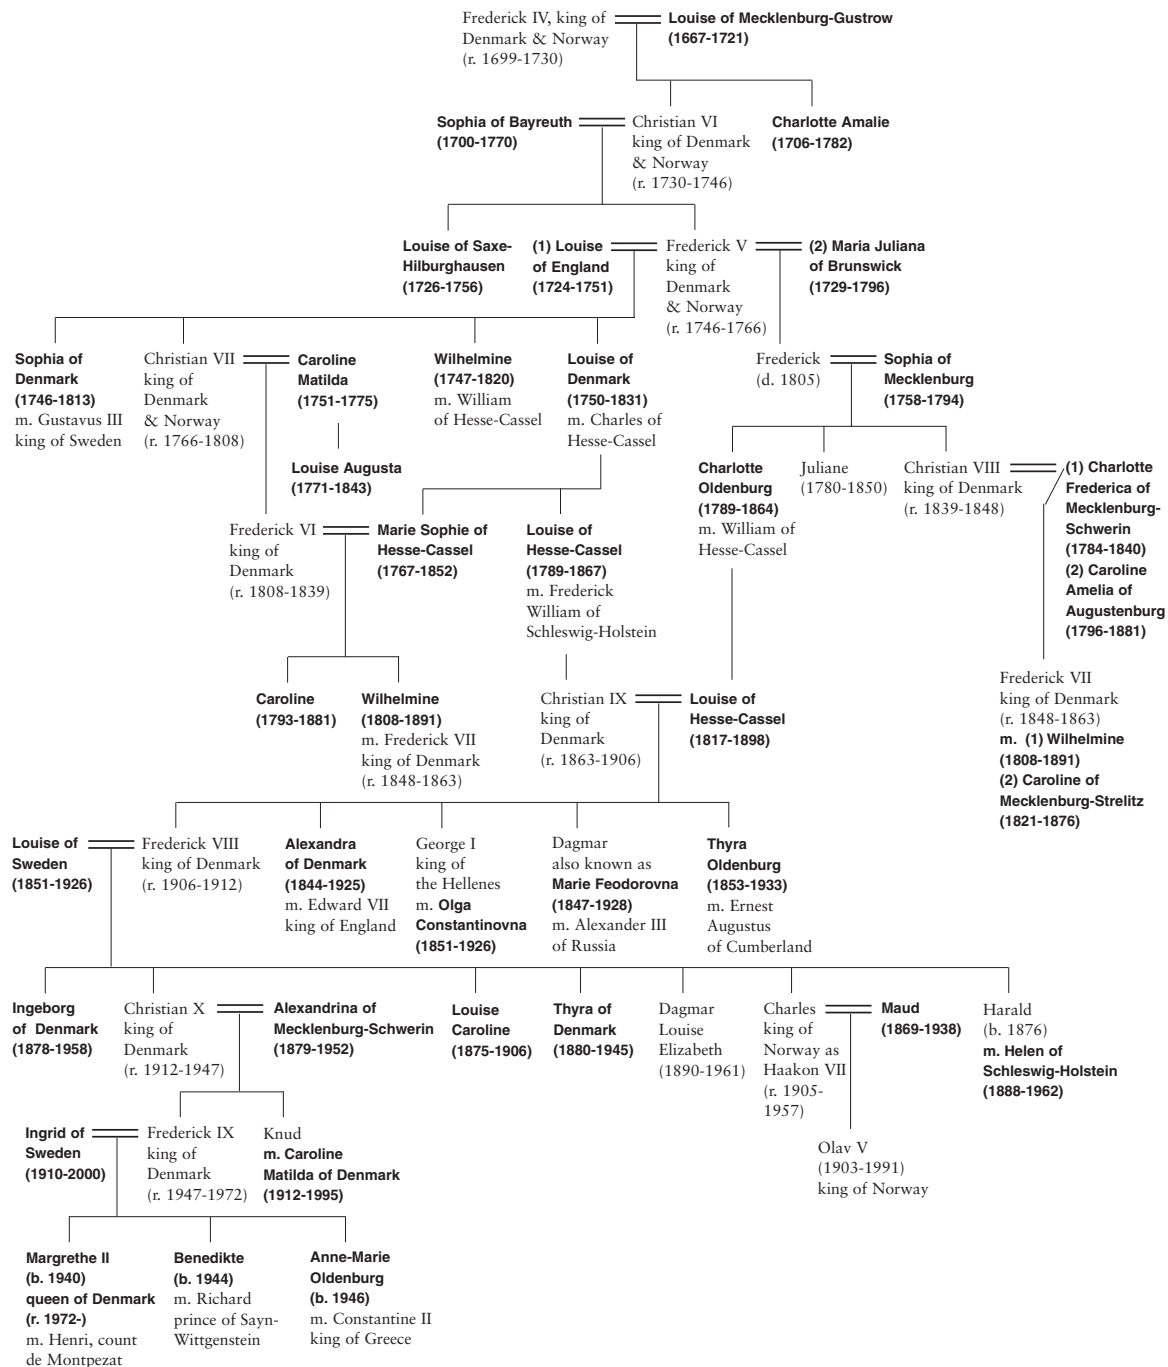 Frederick IV, king of
Denmark & Norway
(r. 1699-1730)
Louise of Mecklenburg-Gustrow
(1667-1721)
Sophia of Bayreuth
(1700-1770)
Christian VI
king of Denmark
& Norway
(r. 1730-1746)
Charlotte Amalie
(1706-1782)
Louise of Saxe-
Hilburghausen
(1726-1756)
(1) Louise
of England
(1724-1751)
Frederick V
king of
Denmark
& Norway
(r. 1746-1766)
(2) Maria Juliana
of Brunswick
(1729-1796)
Sophia of
Denmark
(1746-1813)
m. Gustavus III
king of Sweden
Christian VII
king of
Denmark
& Norway
(r. 1766-1808)
Caroline
Matilda
(1751-1775)
Louise Augusta
(1771-1843)
Wilhelmine
(1747-1820)
m. William
of Hesse-Cassel
Louise of
Denmark
(1750-1831)
m. Charles of
Hesse-Cassel
Frederick
(d. 1805)
Sophia of
Mecklenburg
(1758-1794)
Charlotte
Oldenburg
(1789-1864)
m. William of
Hesse-Cassel
Juliane
(1780-1850)
Christian VIII
king of Denmark
(r. 1839-1848)
(1) Charlotte
Frederica of
Mecklenburg-
Schwerin
(1784-1840)
(2) Caroline
Amelia of
Augustenburg
(1796-1881)
Frederick VI
king of
Denmark
(r. 1808-1839)
Marie Sophie of
Hesse-Cassel
(1767-1852)
Louise of
Hesse-Cassel
(1789-1867)
m. Frederick
William of
Schleswig-Holstein
Caroline
(1793-1881)
Wilhelmine
(1808-1891)
m. Frederick VII
king of Denmark
(r. 1848-1863)
Christian IX
king of
Denmark
(r. 1863-1906)
Louise of
Hesse-Cassel
(1817-1898)
Frederick VII
king of Denmark
(r. 1848-1863)
m. (1) Wilhelmine
(1808-1891)
(2) Caroline of
Mecklenburg-Strelitz
(1821-1876)
Louise of
Sweden
(1851-1926)
Frederick VIII
king of Denmark
(r. 1906-1912)
Alexandra
of Denmark
(1844-1925)
m. Edward VII
king of England
George I
king of
the Hellenes
m. Olga
Constantinovna
(1851-1926)
Dagmar
also known as
Marie Feodorovna
(1847-1928)
m. Alexander III
of Russia
Thyra
Oldenburg
(1853-1933)
m. Ernest
Augustus
of Cumberland
Ingeborg
of Denmark
(1878-1958)
Christian X
king of
Denmark
(r. 1912-1947)
Alexandrina of
Mecklenburg-Schwerin
(1879-1952)
Louise
Caroline
(1875-1906)
Thyra of
Denmark
(1880-1945)
Dagmar
Louise
Elizabeth
(1890-1961)
Charles
king of
Norway as
Haakon VII
(r. 1905-
1957)
Maud
(1869-1938)
Harald
(b. 1876)
m. Helen of
Schleswig-Holstein
(1888-1962)
Ingrid of
Sweden
(1910-2000)
Frederick IX
king of
Denmark
(r. 1947-1972)
Knud
m. Caroline
Matilda of Denmark
(1912-1995)
Olav V
(1903-1991)
king of Norway
Margrethe II
(b. 1940)
queen of Denmark
(r. 1972-)
m. Henri, count
de Montpezat
Benedikte
(b. 1944)
m. Richard
prince of Sayn-
Wittgenstein
Anne-Marie
Oldenburg
(b. 1946)
m. Constantine II
king of Greece